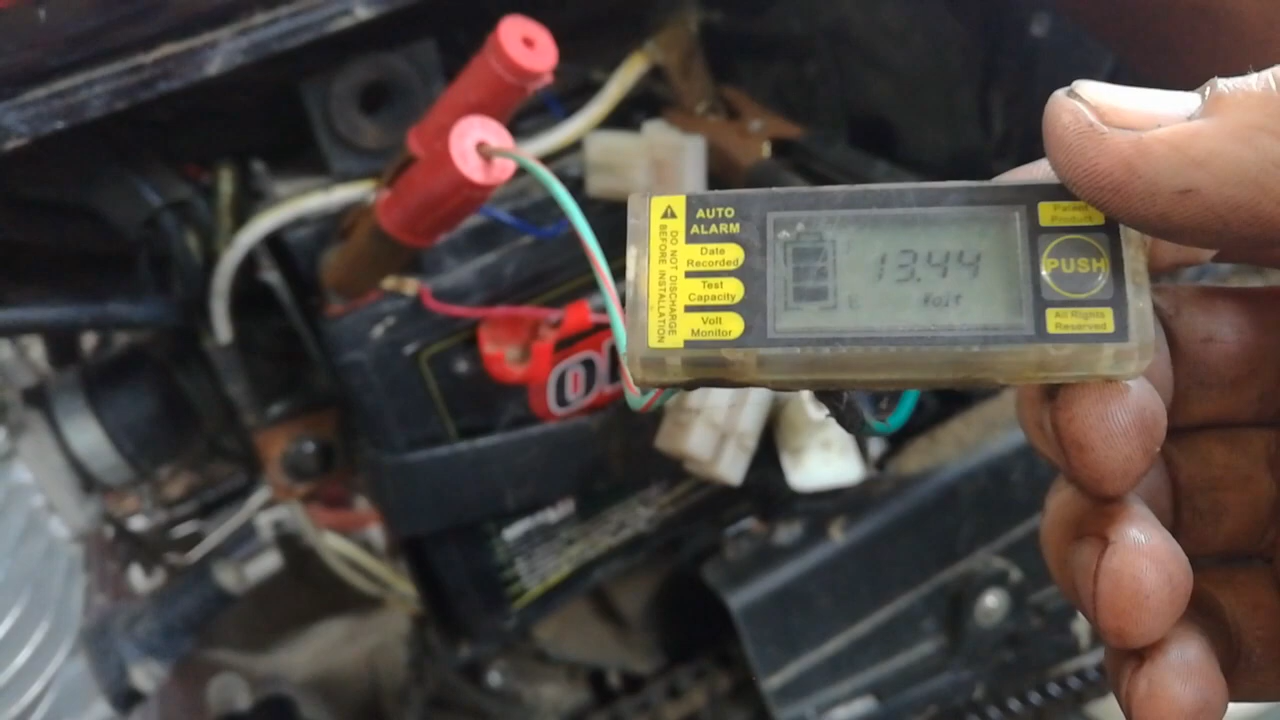 AUTO
ALARM
Date
Recorded
Test
Capacity
Volt
Monitor
DO NOT DISCHARGE
BEFORE INSTALLATION
13.44
Volt
Patent
Product
PUSH
All Rights
Reserved